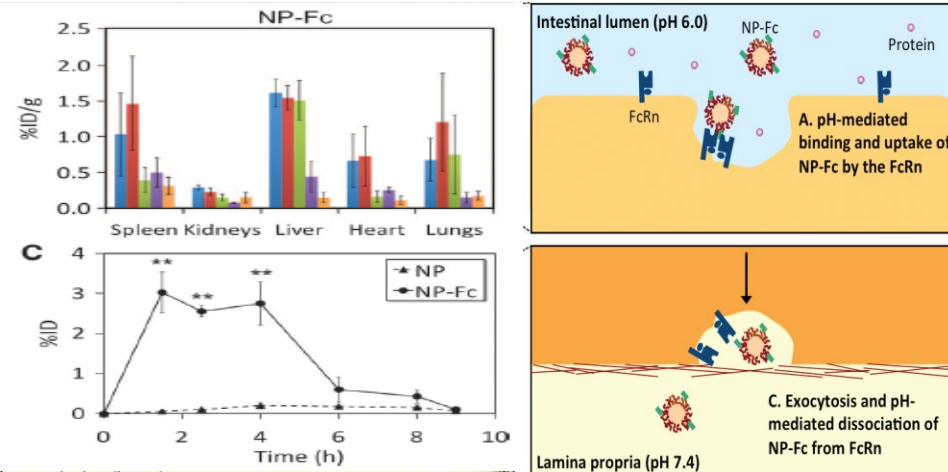 NP-Fc
2.5
2.0
1.5
1.0
0.5
0.0
%ID/g
Spleen Kidneys Liver Heart Lungs
C
4
3
2
1
0
%ID
** ** **
NP
NP-Fc
0 2 4 6 8 10
Time (h)
Intestinal lumen (pH 6.0)
NP-Fc
Protein
FcRn
A. pH-mediated
binding and uptake of
NP-Fc by the FcRn
C. Exocytosis and pH-
mediated dissociation of
NP-Fc from FcRn
Lamina propria (pH 7.4)